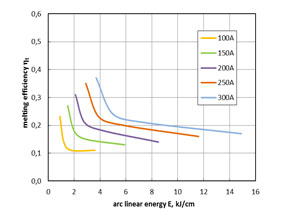 0,6
0,5
0,4
0,3
0,2
0,1
0,0
melting efficiency η₂
100A
150A
200A
250A
300A
0 2 4 6 8 10 12 14 16
arc linear energy E, kJ/cm